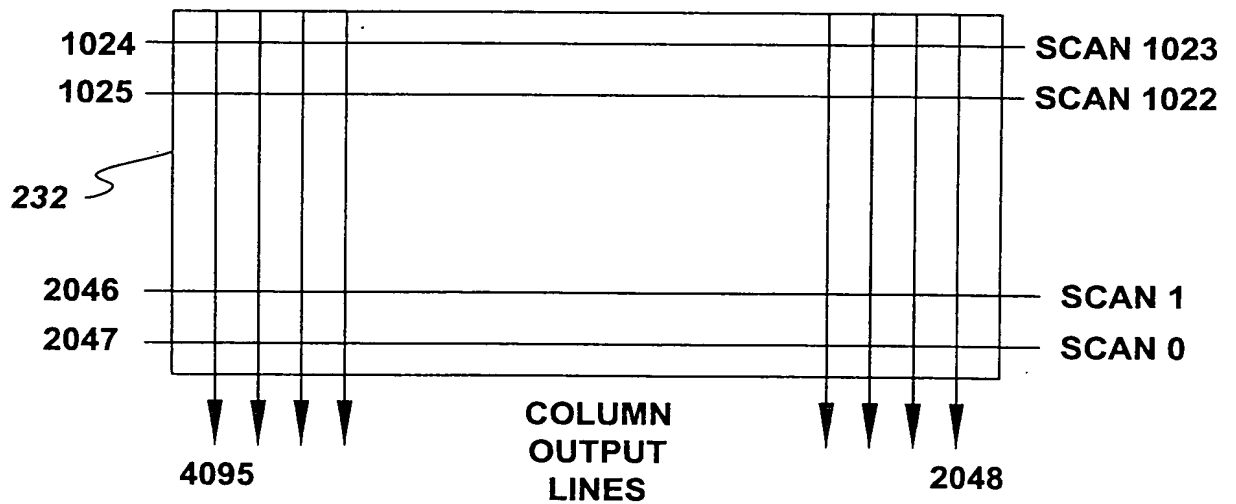 1024 SCAN 1023
1025 SCAN 1022
232
2046 SCAN 1
2047 SCAN 0
COLUMN
OUTPUT
LINES
4095 2048